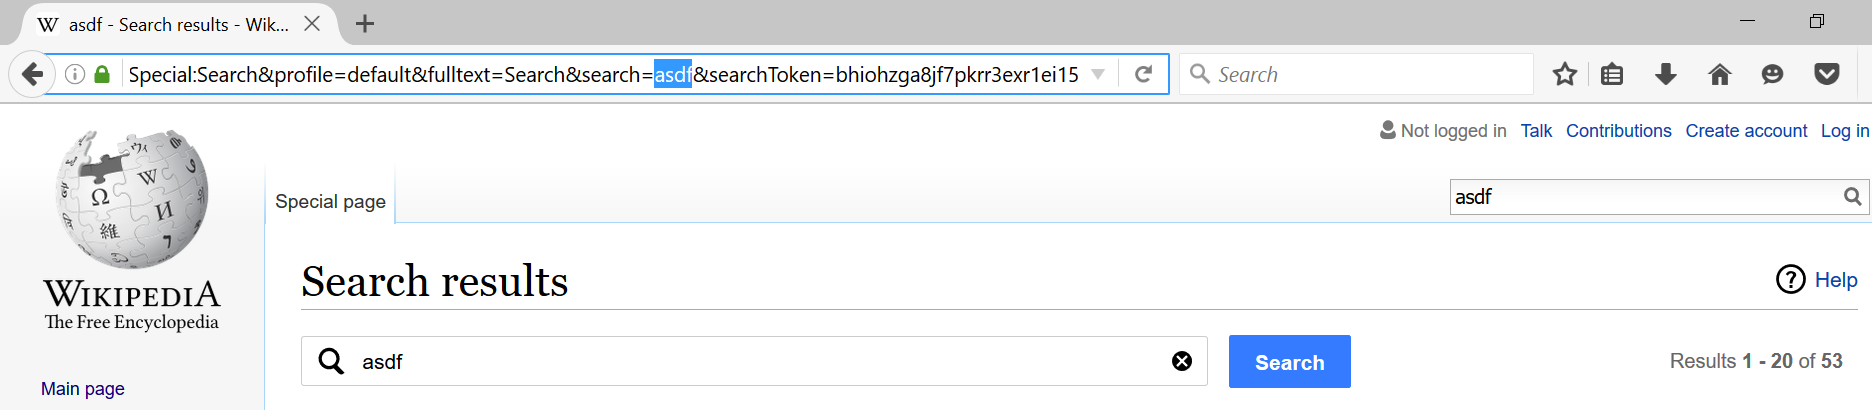 asdf - Search results - Wik...
Special:Search&profile=default&fulltext=Search&search=asdf&searchToken=bhiohzga8jf7pkrr3exr1ei15
Search
Not logged in Talk Contributions Create account Log in
Special page
asdf
WIKIPEDIA
The Free Encyclopedia
Search results
Help
asdf
Search
Results 1 - 20 of 53
Main page